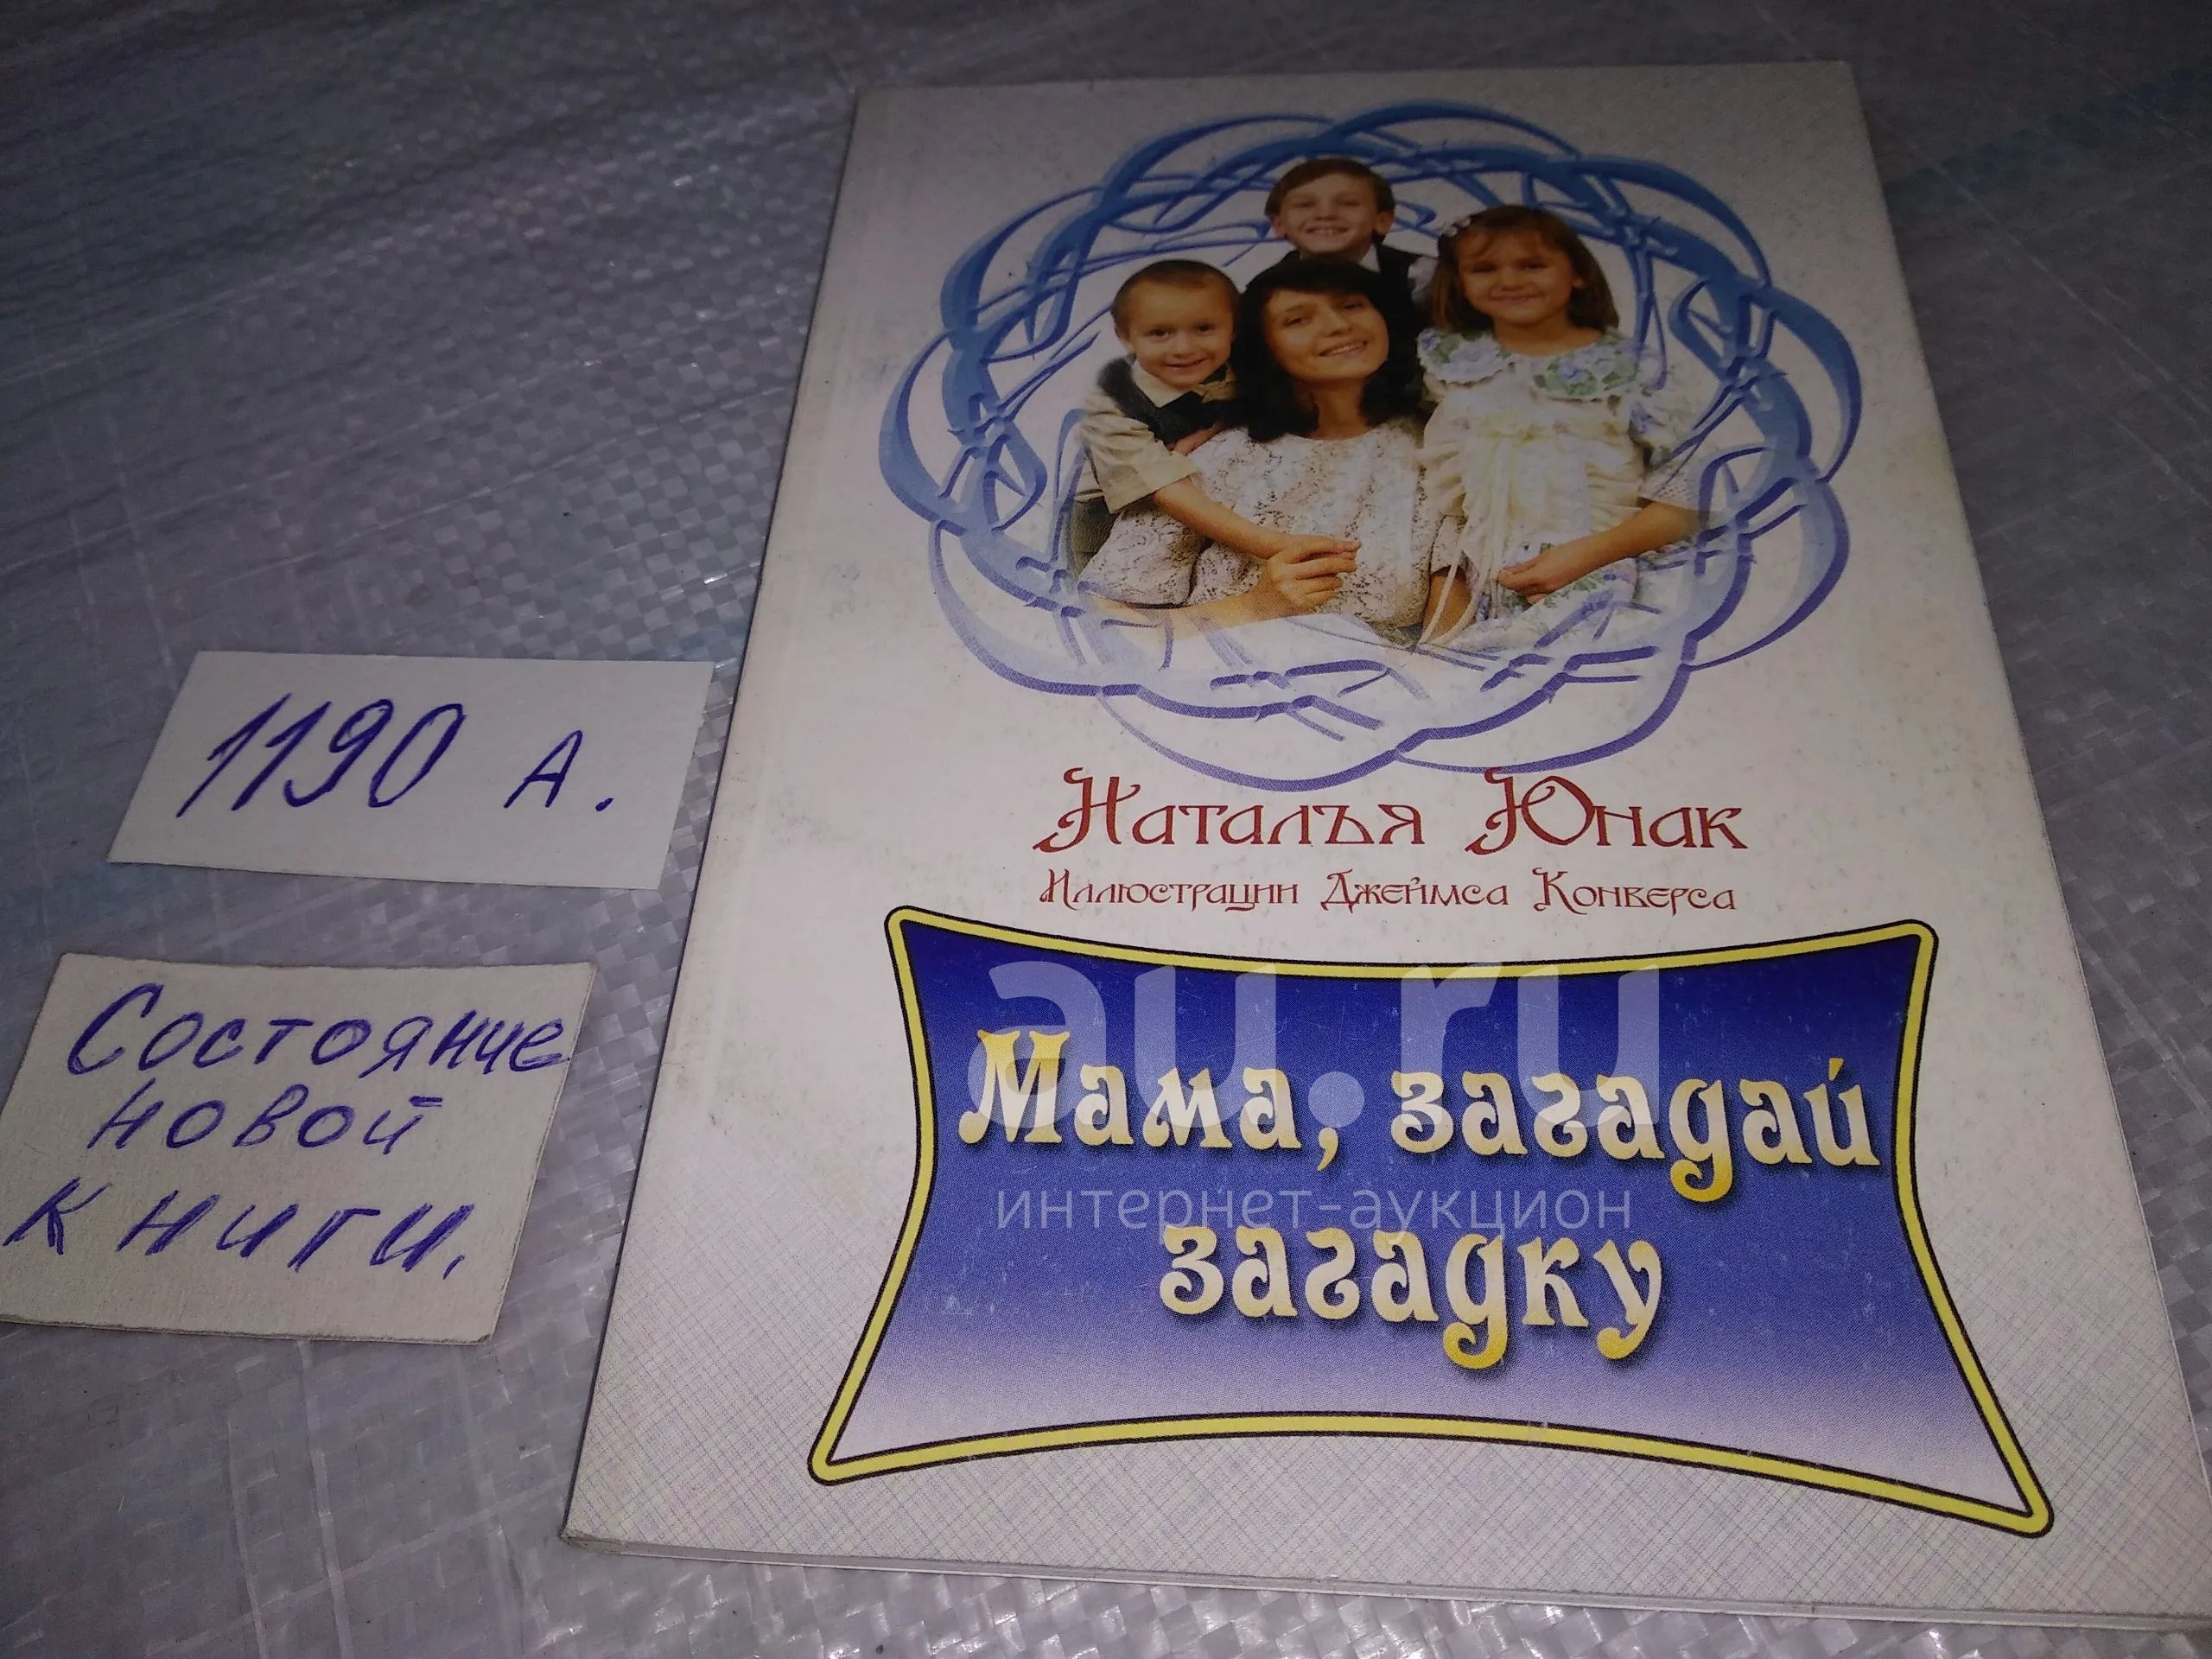 Наталья Юнак
Иллюстрации Джеймса Конверса
au.ru
Мама, загадай
интернет-аукцион
загадку
1190 А.
Состояние
новой
книги.